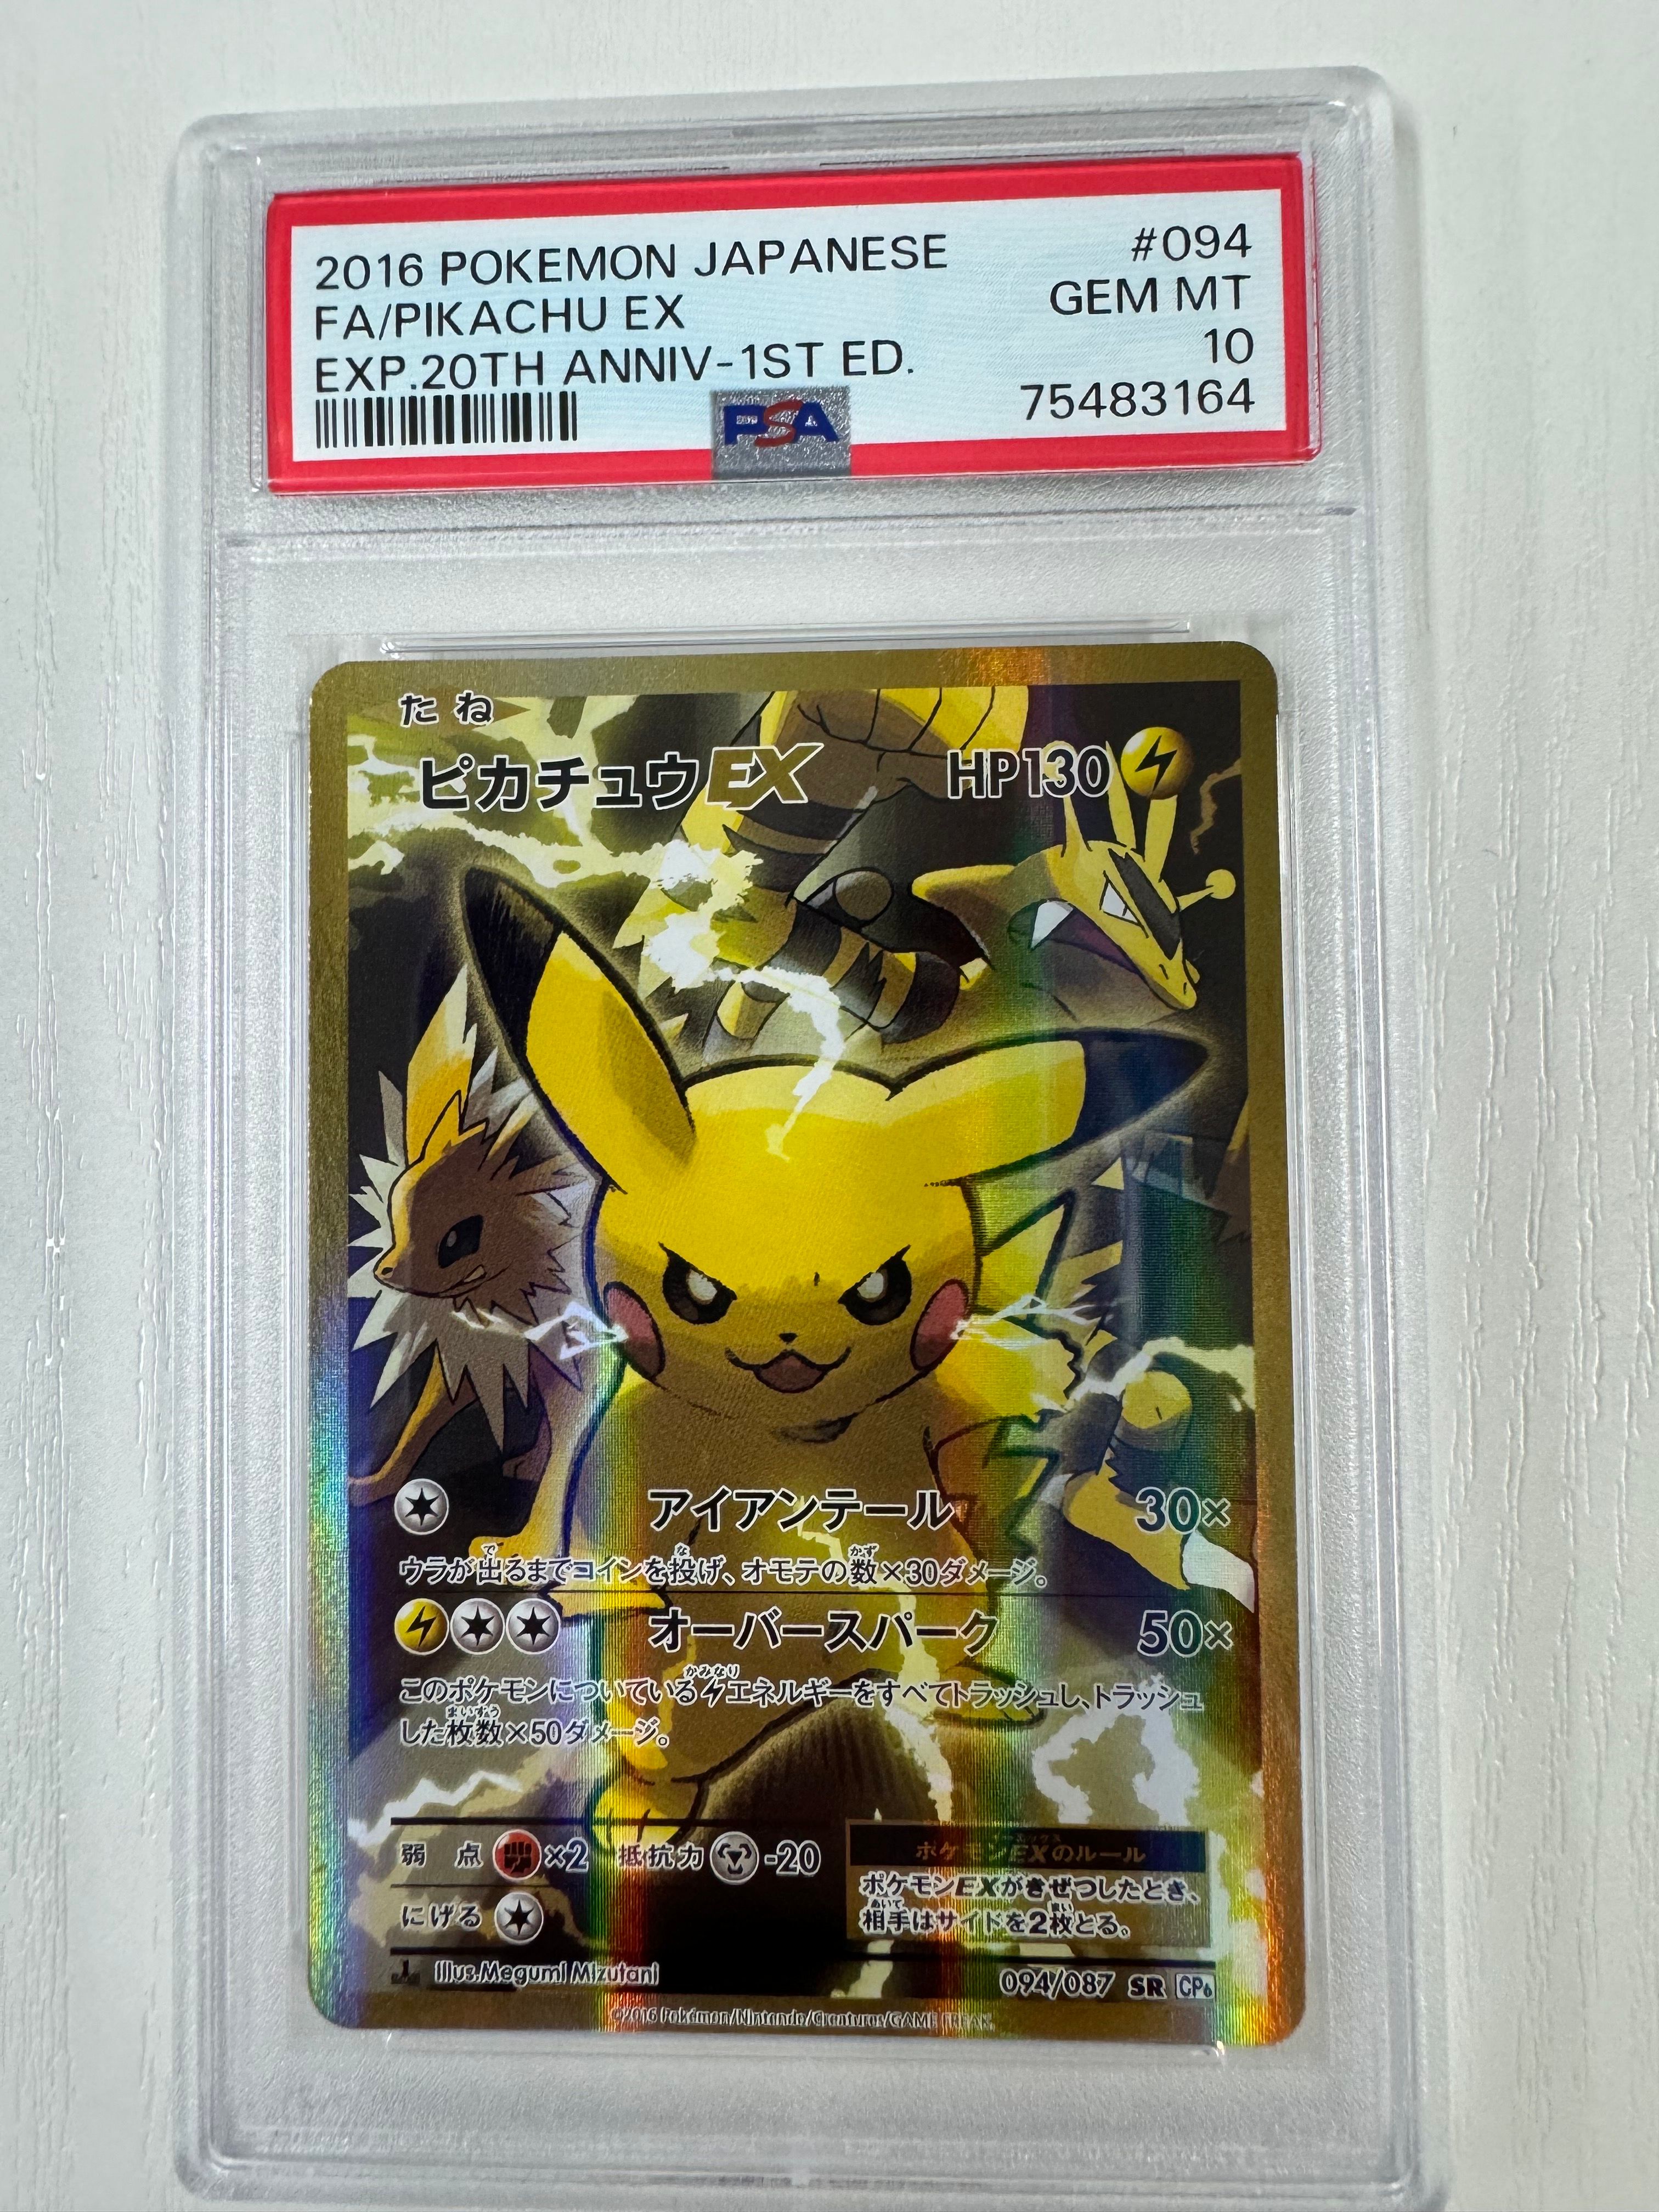 2016 POKEMON JAPANESE #094
FA/PIKACHU EX GEM MT
EXP.20TH ANNIV-1ST ED. 10
PSA 75483164
たね
ピカチュウEX HP130
アイアンテール 30×
ウラが出るまでコインを投げ、オモテの数×30ダメージ。
オーバースパーク 50×
このポケモンについているエネルギーをすべてトラッシュし、トラッシュ
した枚数×50ダメージ。
弱点 ×2 抵抗力 -20
にげる
ポケモンEXのルール
ポケモンEXがきぜつしたとき、
相手はサイドを2枚とる。
1 Illus.Megumi Mizutani 094/087 SR CP6
©2016 Pokémon/Nintendo/Creatures/GAME FREAK.